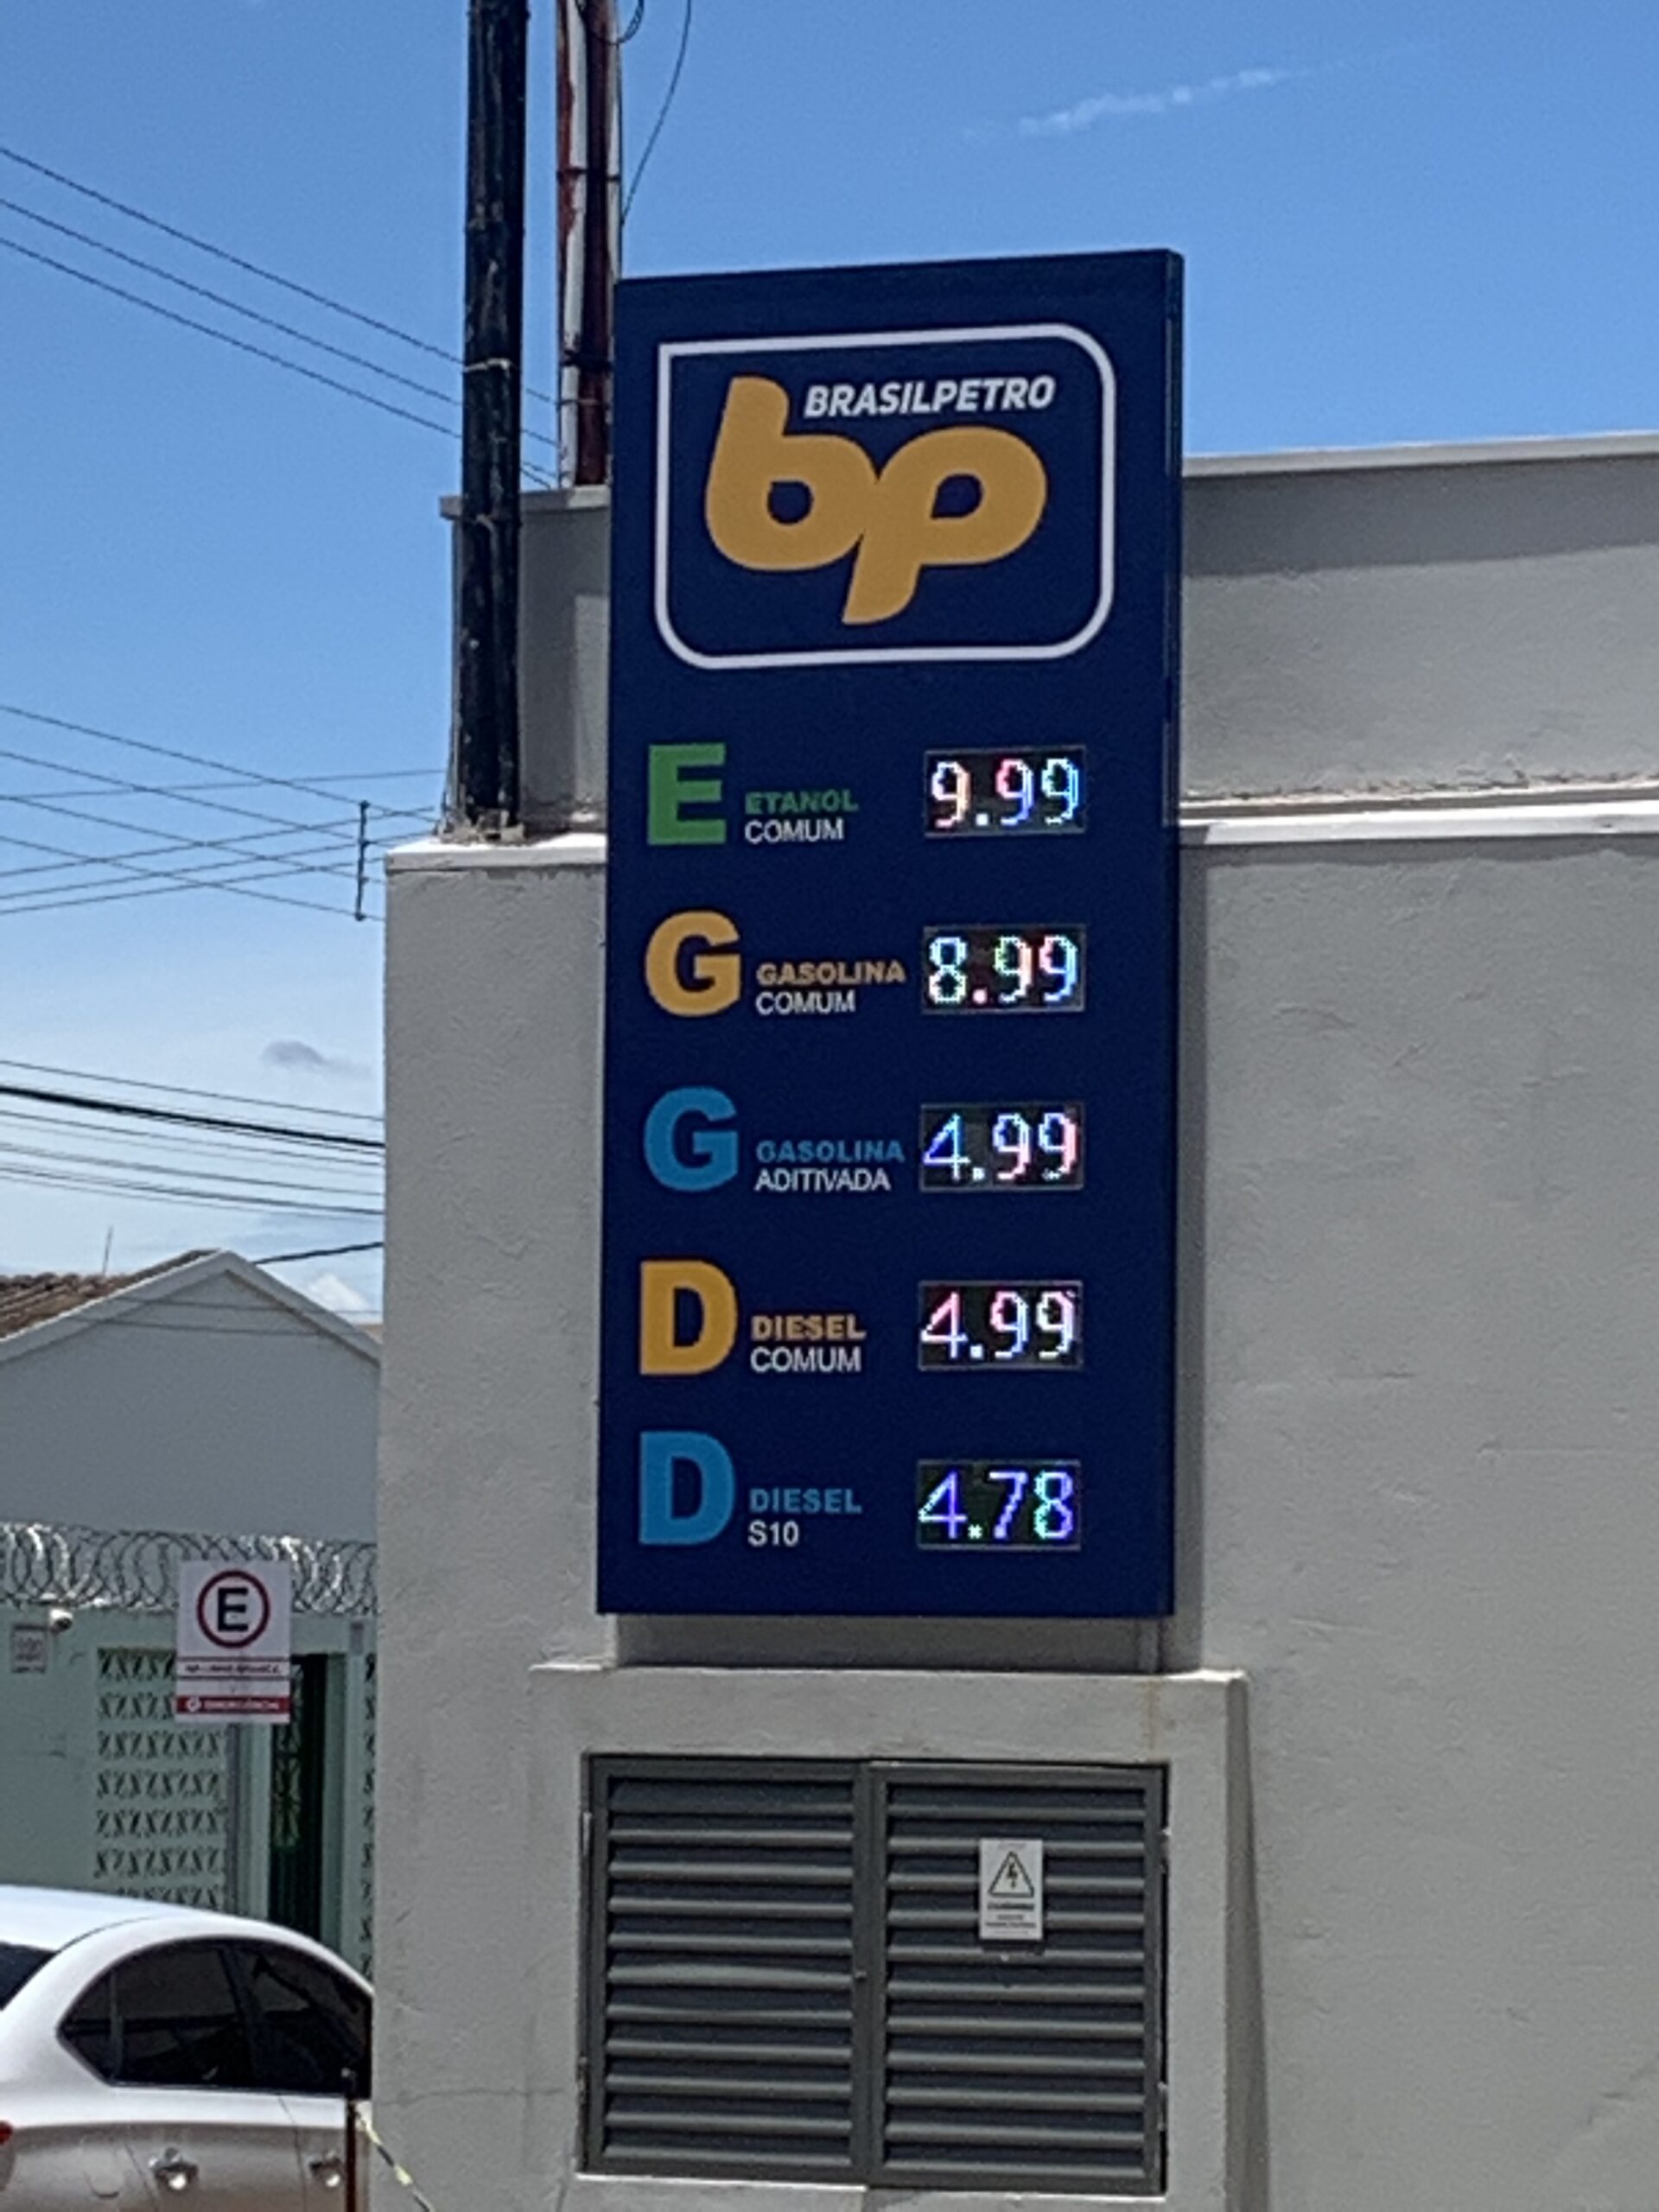 BRASILPETRO
bp
E ETANOL
COMUM
9.99
G GASOLINA
COMUM
8.99
G GASOLINA
ADITIVADA
4.99
D DIESEL
COMUM
4.99
D DIESEL
S10
4.78
E